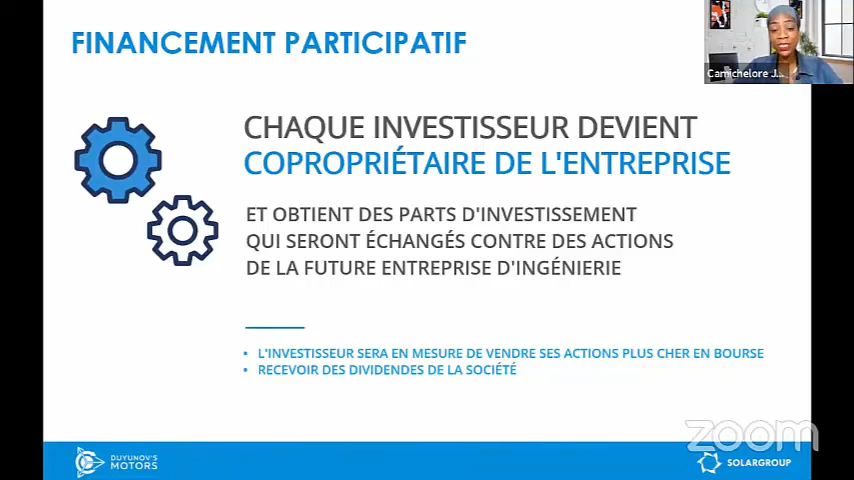 FINANCEMENT PARTICIPATIF
Camichelore J...
CHAQUE INVESTISSEUR DEVIENT
COPROPRIÉTAIRE DE L'ENTREPRISE
ET OBTIENT DES PARTS D'INVESTISSEMENT
QUI SERONT ÉCHANGÉS CONTRE DES ACTIONS
DE LA FUTURE ENTREPRISE D'INGÉNIERIE
• L'INVESTISSEUR SERA EN MESURE DE VENDRE SES ACTIONS PLUS CHER EN BOURSE
• RECEVOIR DES DIVIDENDES DE LA SOCIÉTÉ
zoom
DUYUNOV'S
MOTORS
SOLARGROUP